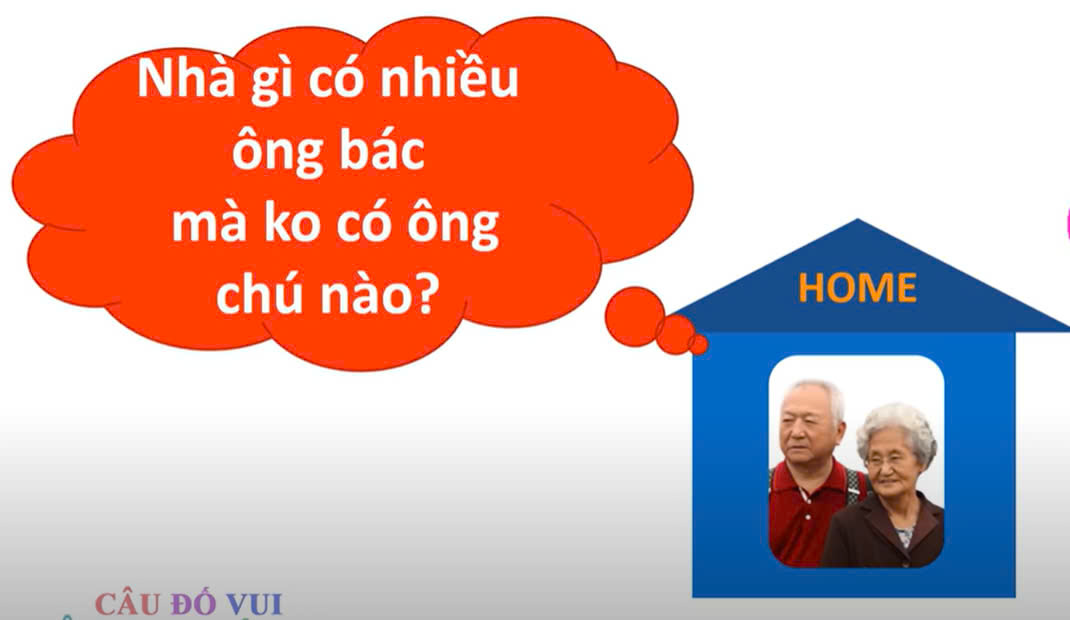 Nhà gì có nhiều
ông bác
mà ko có ông
chú nào?
HOME
CÂU ĐỐ VUI